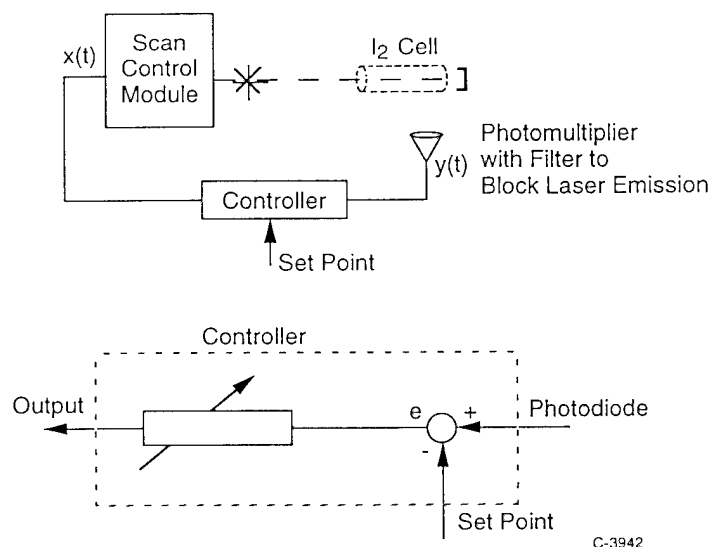 x(t)
Scan
Control
Module
I₂ Cell
Photomultiplier
with Filter to
Block Laser Emission
y(t)
Controller
Set Point
Controller
Output
e
+
Photodiode
-
Set Point
C-3942